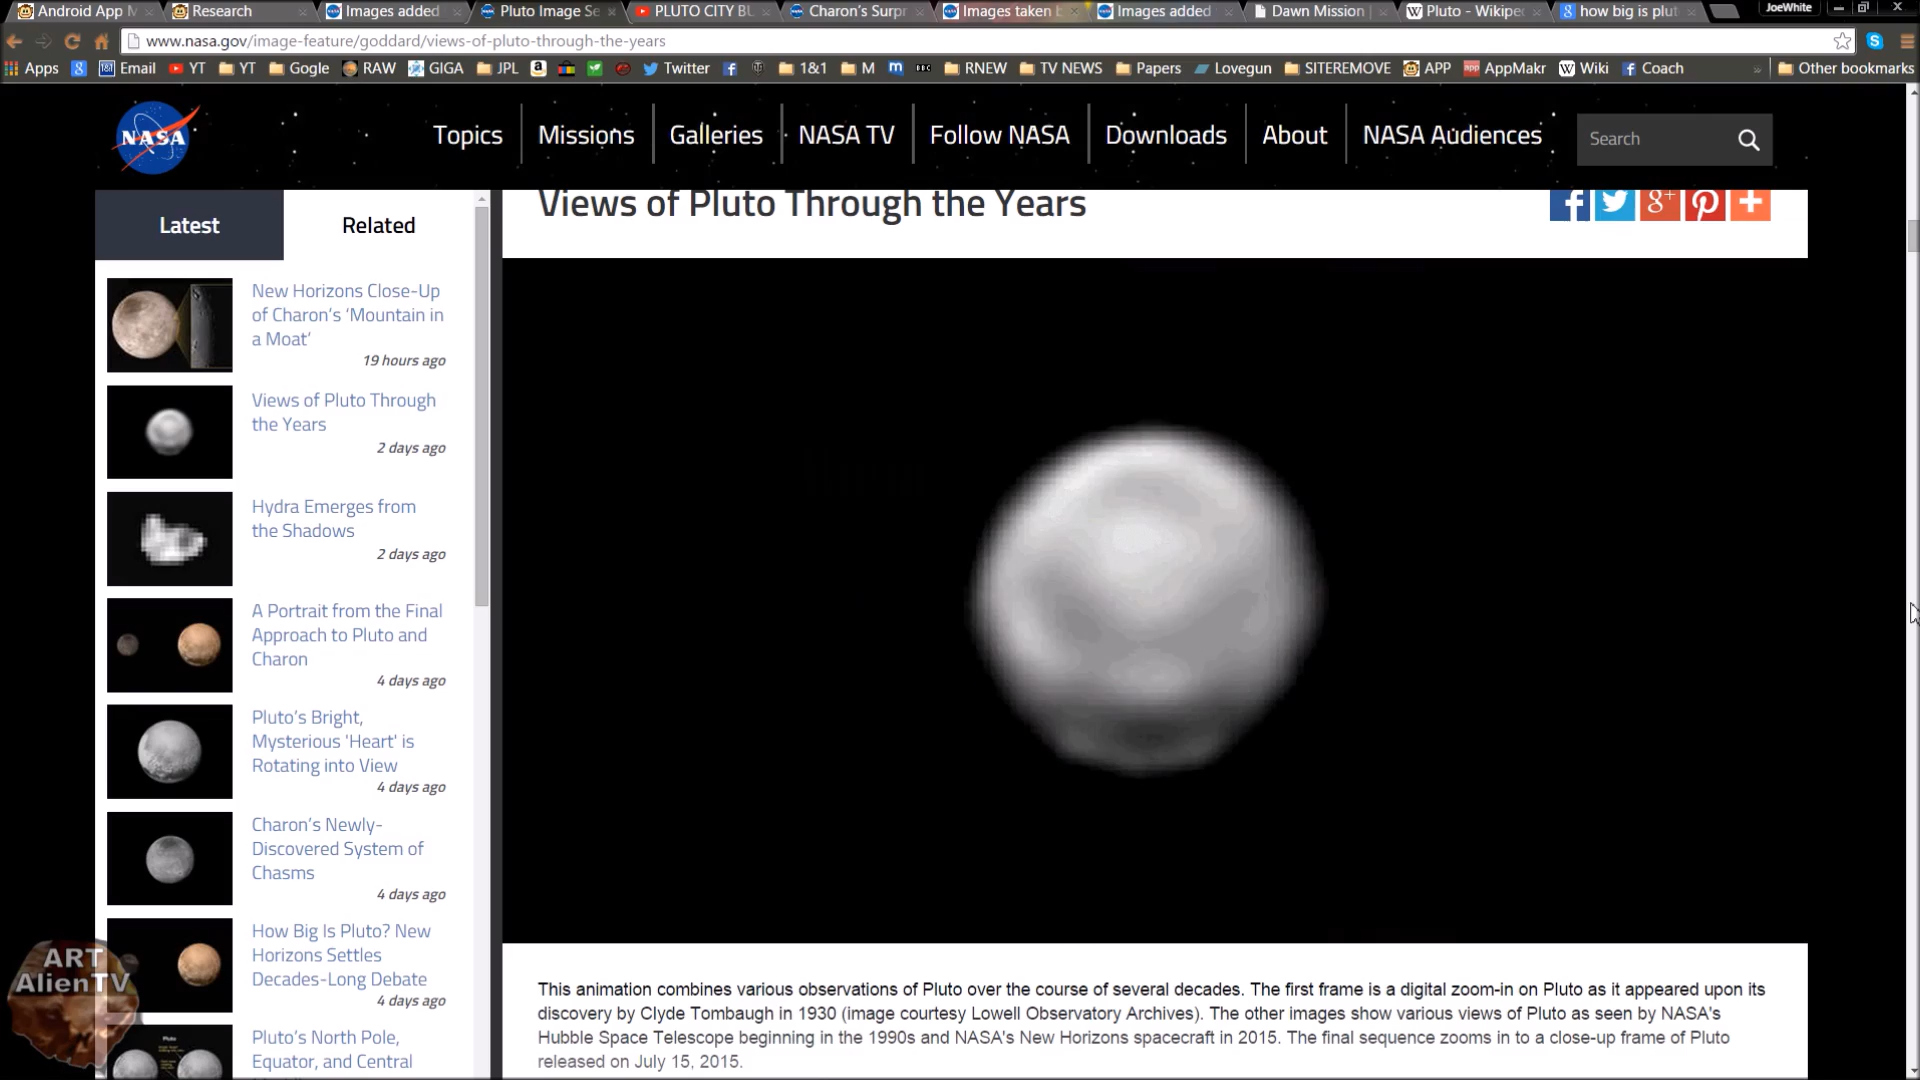 Android App M
Research
Images added
Pluto Image Se
PLUTO CITY BU
Charon's Surpr
Images taken b
Images added
Dawn Mission
Pluto - Wikipe
how big is plut
JoeWhite
www.nasa.gov/image-feature/goddard/views-of-pluto-through-the-years
Apps Email YT YT Gogle RAW GIGA JPL Twitter 1&1 M RNEW TV NEWS Papers Lovegun SITEREMOVE APP AppMakr Wiki Coach » Other bookmarks
NASA
Topics Missions Galleries NASA TV Follow NASA Downloads About NASA Audiences Search
Latest Related
Views of Pluto Through the Years
New Horizons Close-Up
of Charon's 'Mountain in
a Moat'
19 hours ago
Views of Pluto Through
the Years
2 days ago
Hydra Emerges from
the Shadows
2 days ago
A Portrait from the Final
Approach to Pluto and
Charon
4 days ago
Pluto's Bright,
Mysterious 'Heart' is
Rotating into View
4 days ago
Charon's Newly-
Discovered System of
Chasms
4 days ago
How Big Is Pluto? New
Horizons Settles
Decades-Long Debate
4 days ago
Pluto's North Pole,
Equator, and Central
ART
AlienTV
This animation combines various observations of Pluto over the course of several decades. The first frame is a digital zoom-in on Pluto as it appeared upon its
discovery by Clyde Tombaugh in 1930 (image courtesy Lowell Observatory Archives). The other images show various views of Pluto as seen by NASA's
Hubble Space Telescope beginning in the 1990s and NASA's New Horizons spacecraft in 2015. The final sequence zooms in to a close-up frame of Pluto
released on July 15, 2015.